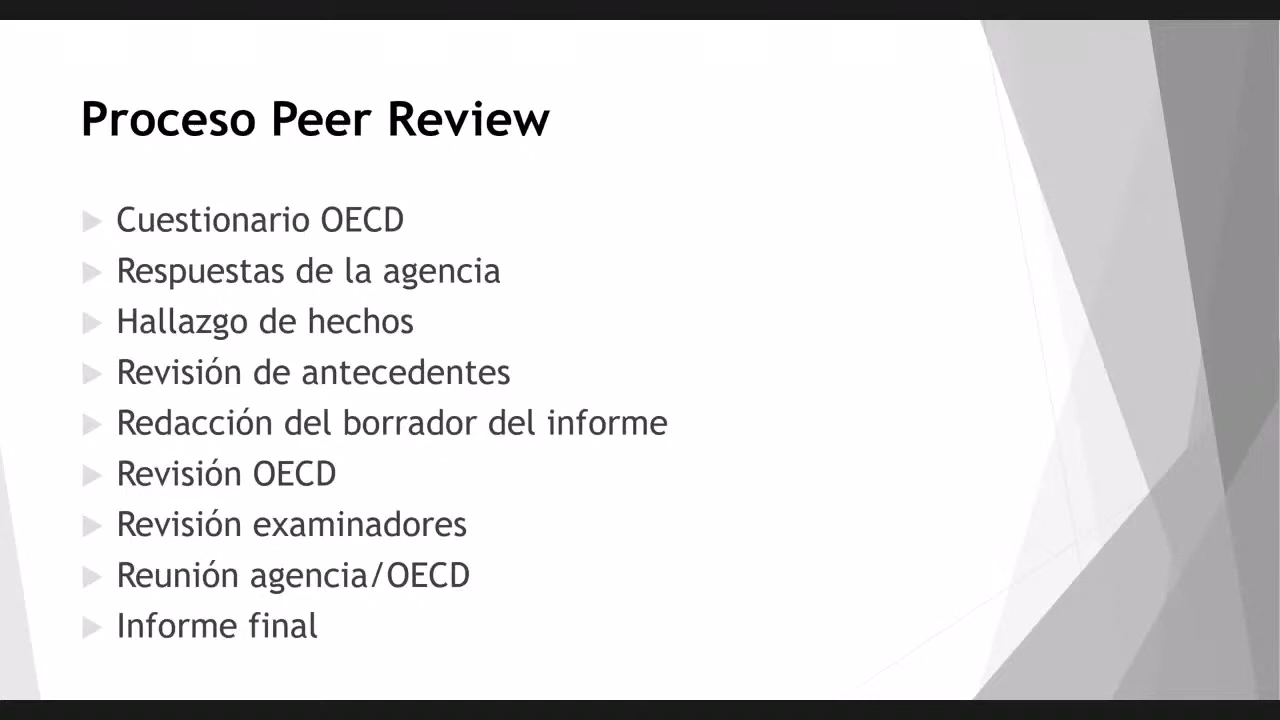 Proceso Peer Review
Cuestionario OECD
Respuestas de la agencia
Hallazgo de hechos
Revisión de antecedentes
Redacción del borrador del informe
Revisión OECD
Revisión examinadores
Reunión agencia/OECD
Informe final